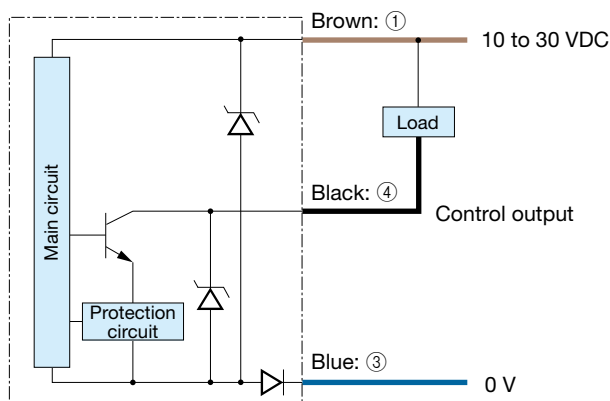 Brown: ①
10 to 30 VDC
Load
Main circuit
Black: ④
Control output
Protection
circuit
Blue: ③
0 V